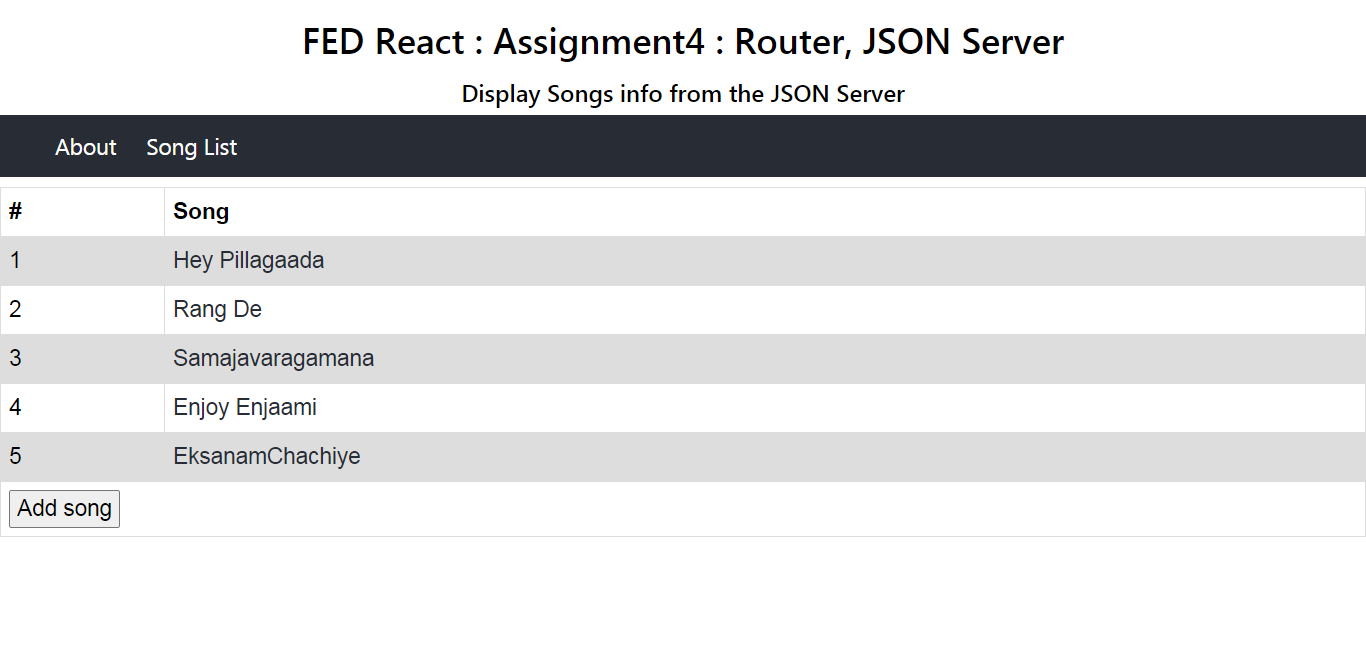 FED React : Assignment4 : Router, JSON Server
Display Songs info from the JSON Server
About Song List
# Song
1 Hey Pillagaada
2 Rang De
3 Samajavaragamana
4 Enjoy Enjaami
5 EksanamChachiye
Add song